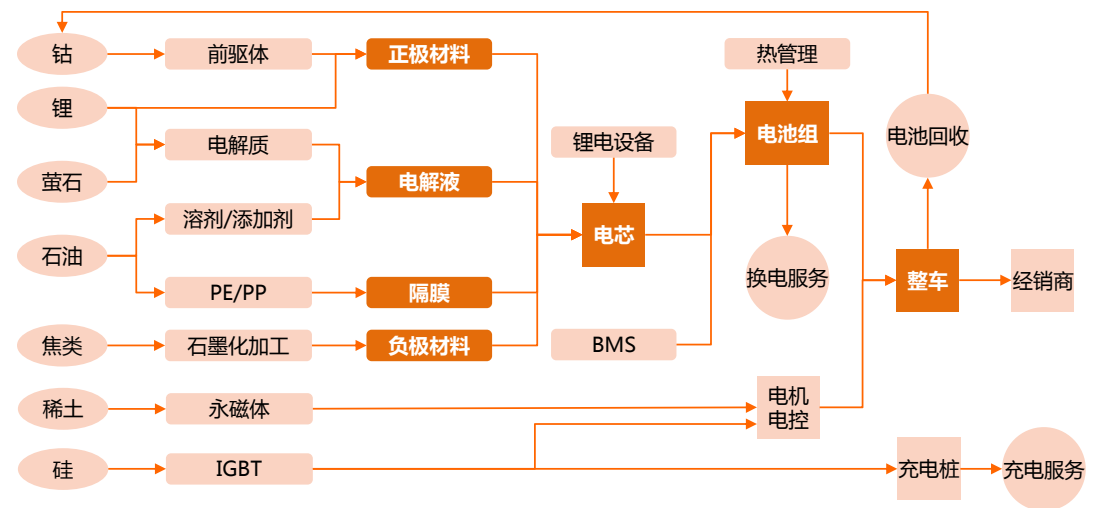 钴
前驱体
正极材料
热管理
锂
电解质
锂电设备
电池组
电池回收
萤石
电解液
溶剂/添加剂
电芯
石油
换电服务
整车
经销商
PE/PP
隔膜
焦类
石墨化加工
负极材料
BMS
稀土
永磁体
电机
电控
硅
IGBT
充电桩
充电服务